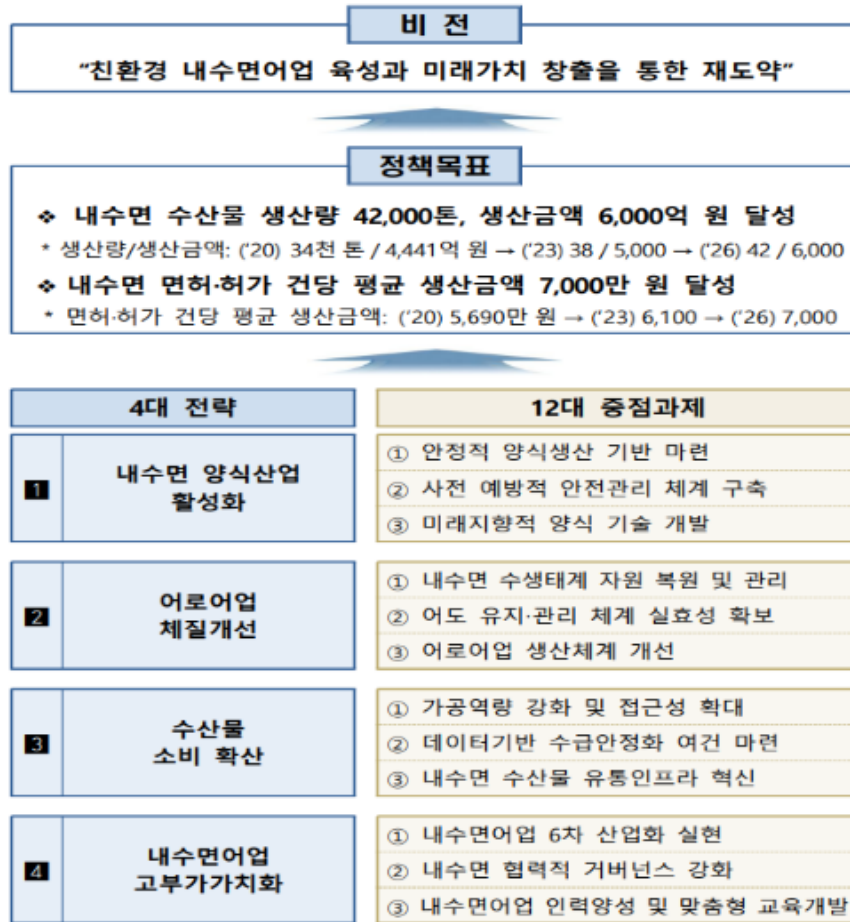 비 전
“친환경 내수면어업 육성과 미래가치 창출을 통한 재도약”
정책목표
❖ 내수면 수산물 생산량 42,000톤, 생산금액 6,000억 원 달성
* 생산량/생산금액: (‘20) 34천 톤 / 4,441억 원 → (‘23) 38 / 5,000 → (‘26) 42 / 6,000
❖ 내수면 면허·허가 건당 평균 생산금액 7,000만 원 달성
* 면허·허가 건당 평균 생산금액: (‘20) 5,690만 원 → (‘23) 6,100 → (‘26) 7,000
4대 전략
12대 중점과제
1
내수면 양식산업
활성화
① 안정적 양식생산 기반 마련
② 사전 예방적 안전관리 체계 구축
③ 미래지향적 양식 기술 개발
2
어로어업
체질개선
① 내수면 수생태계 자원 복원 및 관리
② 어도 유지·관리 체계 실효성 확보
③ 어로어업 생산체계 개선
3
수산물
소비 확산
① 가공역량 강화 및 접근성 확대
② 데이터기반 수급안정화 여건 마련
③ 내수면 수산물 유통인프라 혁신
4
내수면어업
고부가가치화
① 내수면어업 6차 산업화 실현
② 내수면 협력적 거버넌스 강화
③ 내수면어업 인력양성 및 맞춤형 교육개발